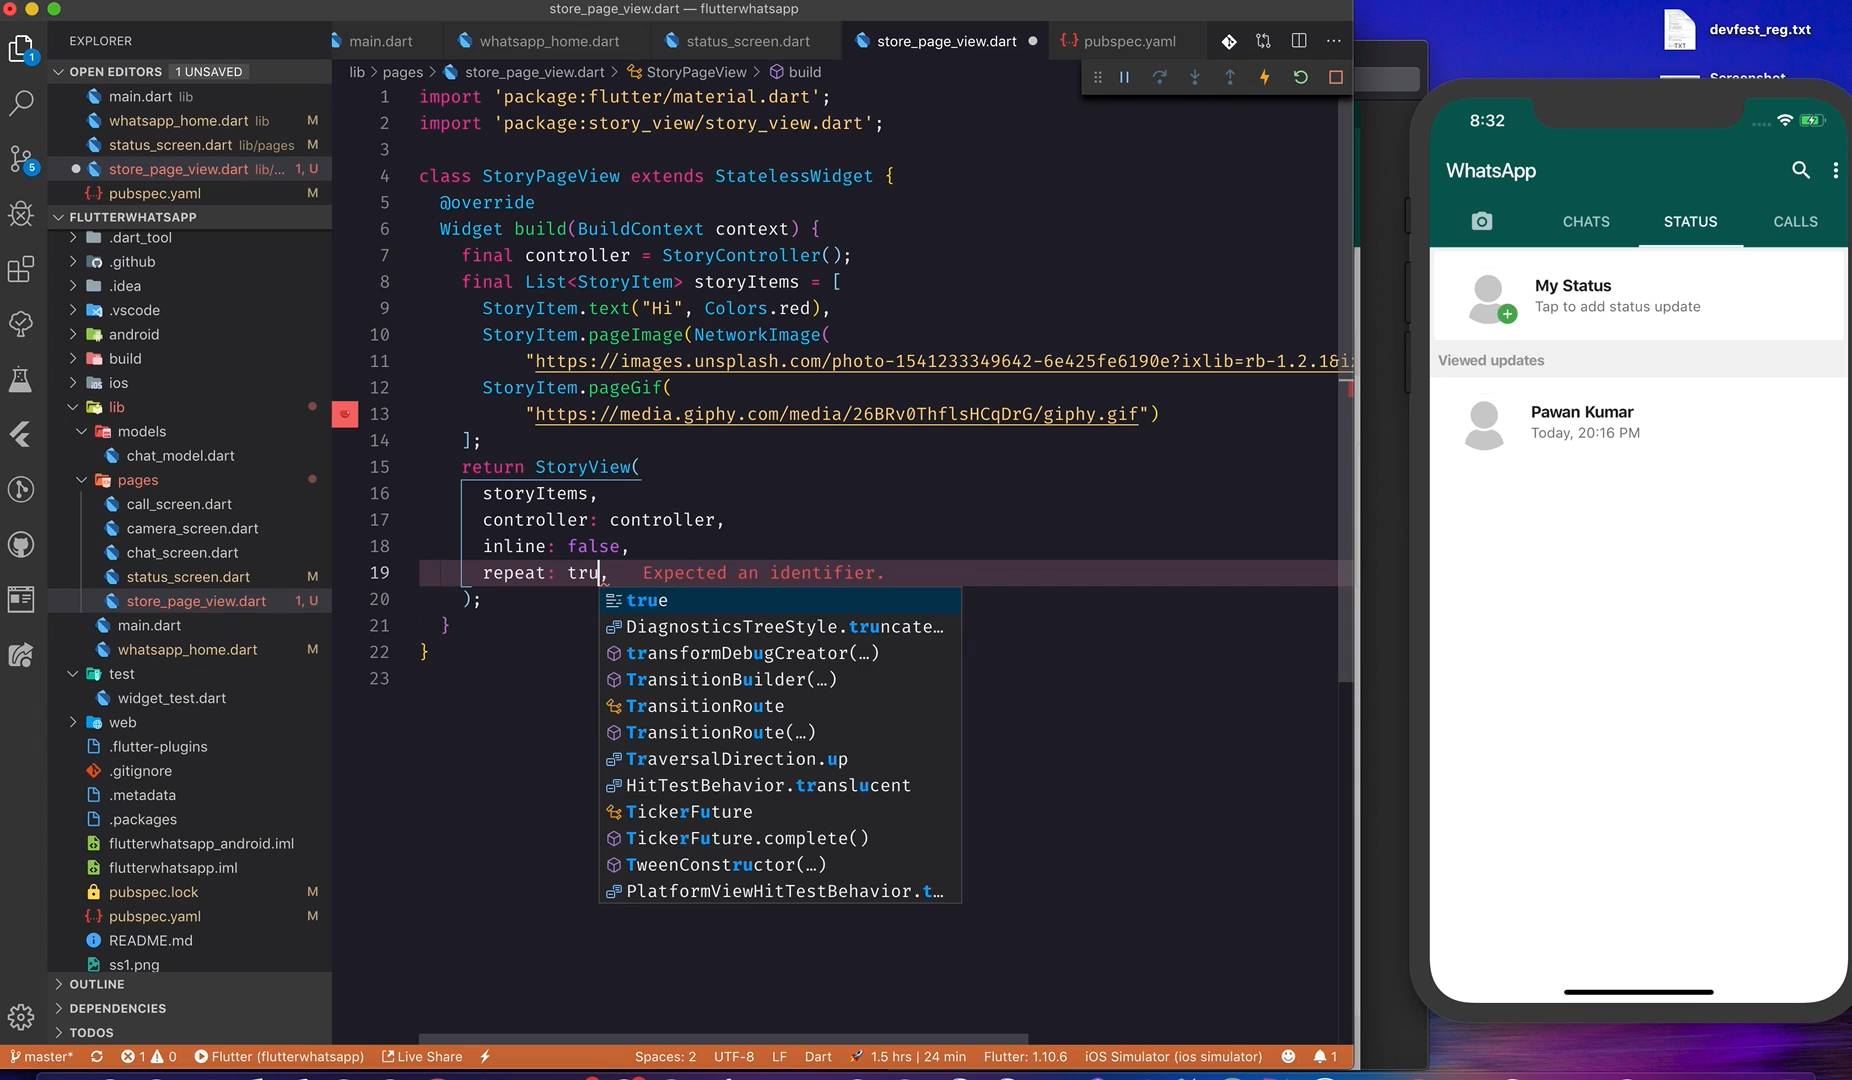 store_page_view.dart — flutterwhatsapp
devfest_reg.txt
TXT
Screenshot
EXPLORER
main.dart
whatsapp_home.dart
status_screen.dart
store_page_view.dart
pubspec.yaml
OPEN EDITORS 1 UNSAVED
main.dart lib
whatsapp_home.dart lib M
status_screen.dart lib/pages M
store_page_view.dart lib/... 1, U
pubspec.yaml M
1
5
FLUTTERWHATSAPP
.dart_tool
.github
.idea
.vscode
android
build
ios
lib
models
chat_model.dart
pages
call_screen.dart
camera_screen.dart
chat_screen.dart
status_screen.dart M
store_page_view.dart 1, U
main.dart
whatsapp_home.dart M
test
widget_test.dart
web
.flutter-plugins
.gitignore
.metadata
.packages
flutterwhatsapp_android.iml
flutterwhatsapp.iml
pubspec.lock M
pubspec.yaml M
README.md
ss1.png
OUTLINE
DEPENDENCIES
TODOS
lib > pages > store_page_view.dart > StoryPageView > build
1 import 'package:flutter/material.dart';
2 import 'package:story_view/story_view.dart';
3
4 class StoryPageView extends StatelessWidget {
5 @override
6 Widget build(BuildContext context) {
7 final controller = StoryController();
8 final List<StoryItem> storyItems = [
9 StoryItem.text("Hi", Colors.red),
10 StoryItem.pageImage(NetworkImage(
11 "https://images.unsplash.com/photo-1541233349642-6e425fe6190e?ixlib=rb-1.2.1&ix
12 StoryItem.pageGif(
13 "https://media.giphy.com/media/26BRv0ThflsHCqDrG/giphy.gif")
14 ];
15 return StoryView(
16 storyItems,
17 controller: controller,
18 inline: false,
19 repeat: tru, Expected an identifier.
20 );
21 }
22 }
23
true
DiagnosticsTreeStyle.truncate…
transformDebugCreator(…)
TransitionBuilder(…)
TransitionRoute
TransitionRoute(…)
TraversalDirection.up
HitTestBehavior.translucent
TickerFuture
TickerFuture.complete()
TweenConstructor(…)
PlatformViewHitTestBehavior.t…
8:32
WhatsApp
CHATS
STATUS
CALLS
My Status
Tap to add status update
Viewed updates
Pawan Kumar
Today, 20:16 PM
master* 1 0 Flutter (flutterwhatsapp) Live Share Spaces: 2 UTF-8 LF Dart 1.5 hrs | 24 min Flutter: 1.10.6 iOS Simulator (ios simulator) 1